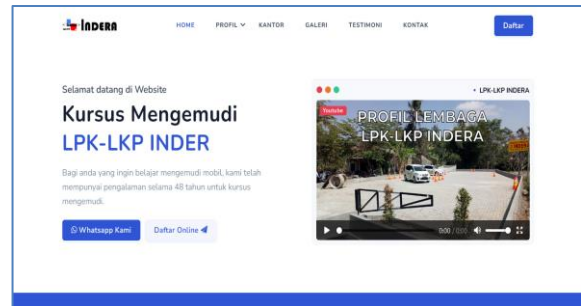 INDERA
HOME PROFIL KANTOR GALERI TESTIMONI KONTAK
Daftar
Selamat datang di Website
Kursus Mengemudi
LPK-LKP INDER
Bagi anda yang ingin belajar mengemudi mobil, kami telah
mempunyai pengalaman selama 48 tahun untuk kursus
mengemudi.
Whatsapp Kami
Daftar Online
• LPK-LKP INDERA
Youtube
PROFIL LEMBAGA
LPK-LKP INDERA
0:00 / 0:00